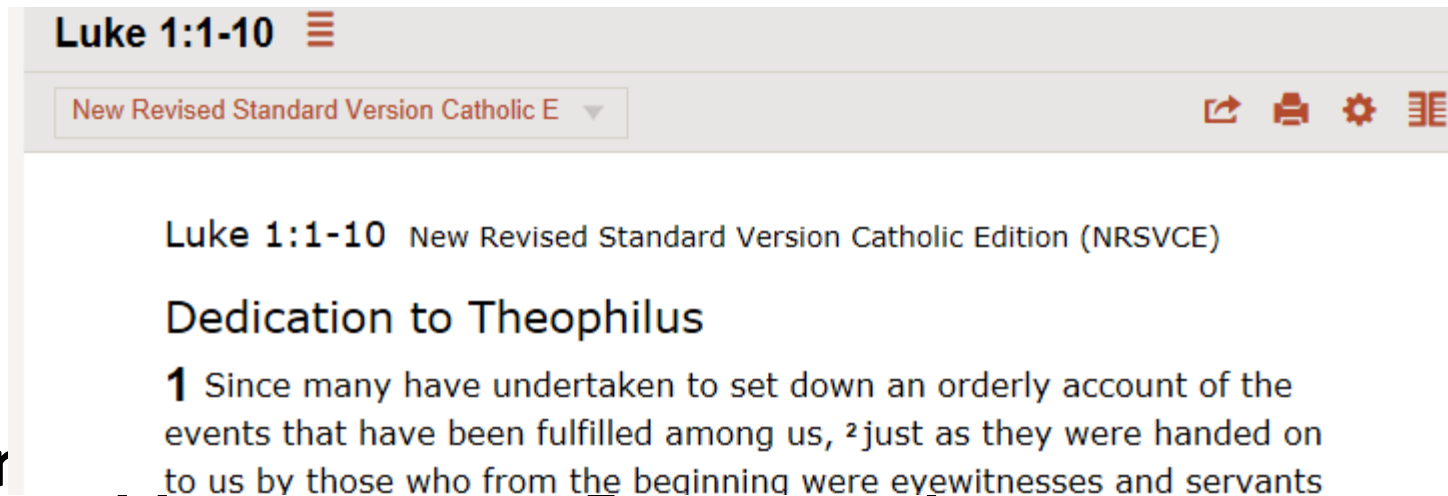 Luke 1:1-10
New Revised Standard Version Catholic E
Luke 1:1-10 New Revised Standard Version Catholic Edition (NRSVCE)
Dedication to Theophilus
1 Since many have undertaken to set down an orderly account of the
events that have been fulfilled among us, 2 just as they were handed on
to us by those who from the beginning were eyewitnesses and servants